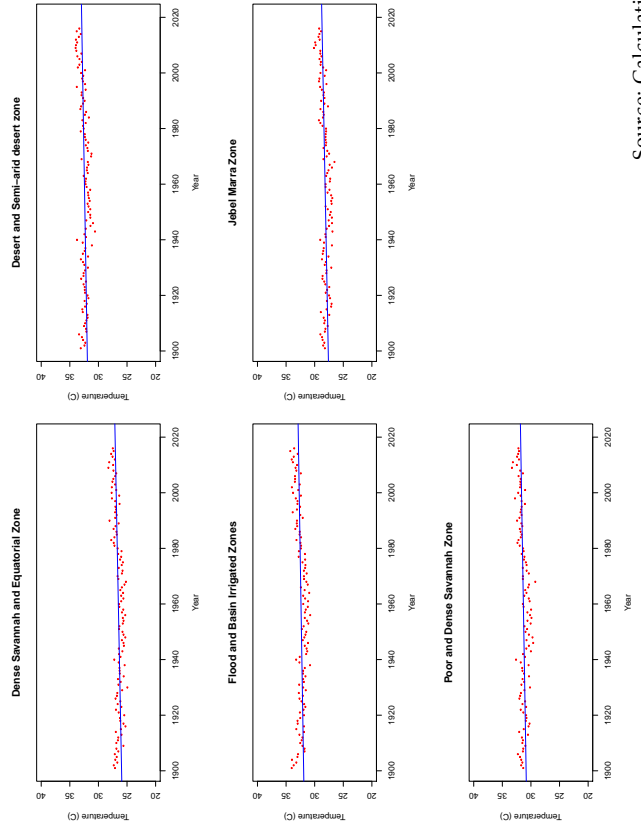 Dense Savannah and Equatorial Zone
Temperature (C)
40
35
30
25
20
1900 1920 1940 1960 1980 2000 2020
Year
Desert and Semi−arid desert zone
Temperature (C)
40
35
30
25
20
1900 1920 1940 1960 1980 2000 2020
Year
Flood and Basin Irrigated Zones
Temperature (C)
40
35
30
25
20
1900 1920 1940 1960 1980 2000 2020
Year
Jebel Marra Zone
Temperature (C)
40
35
30
25
20
1900 1920 1940 1960 1980 2000 2020
Year
Poor and Dense Savannah Zone
Temperature (C)
40
35
30
25
20
1900 1920 1940 1960 1980 2000 2020
Year
Source: Calculati